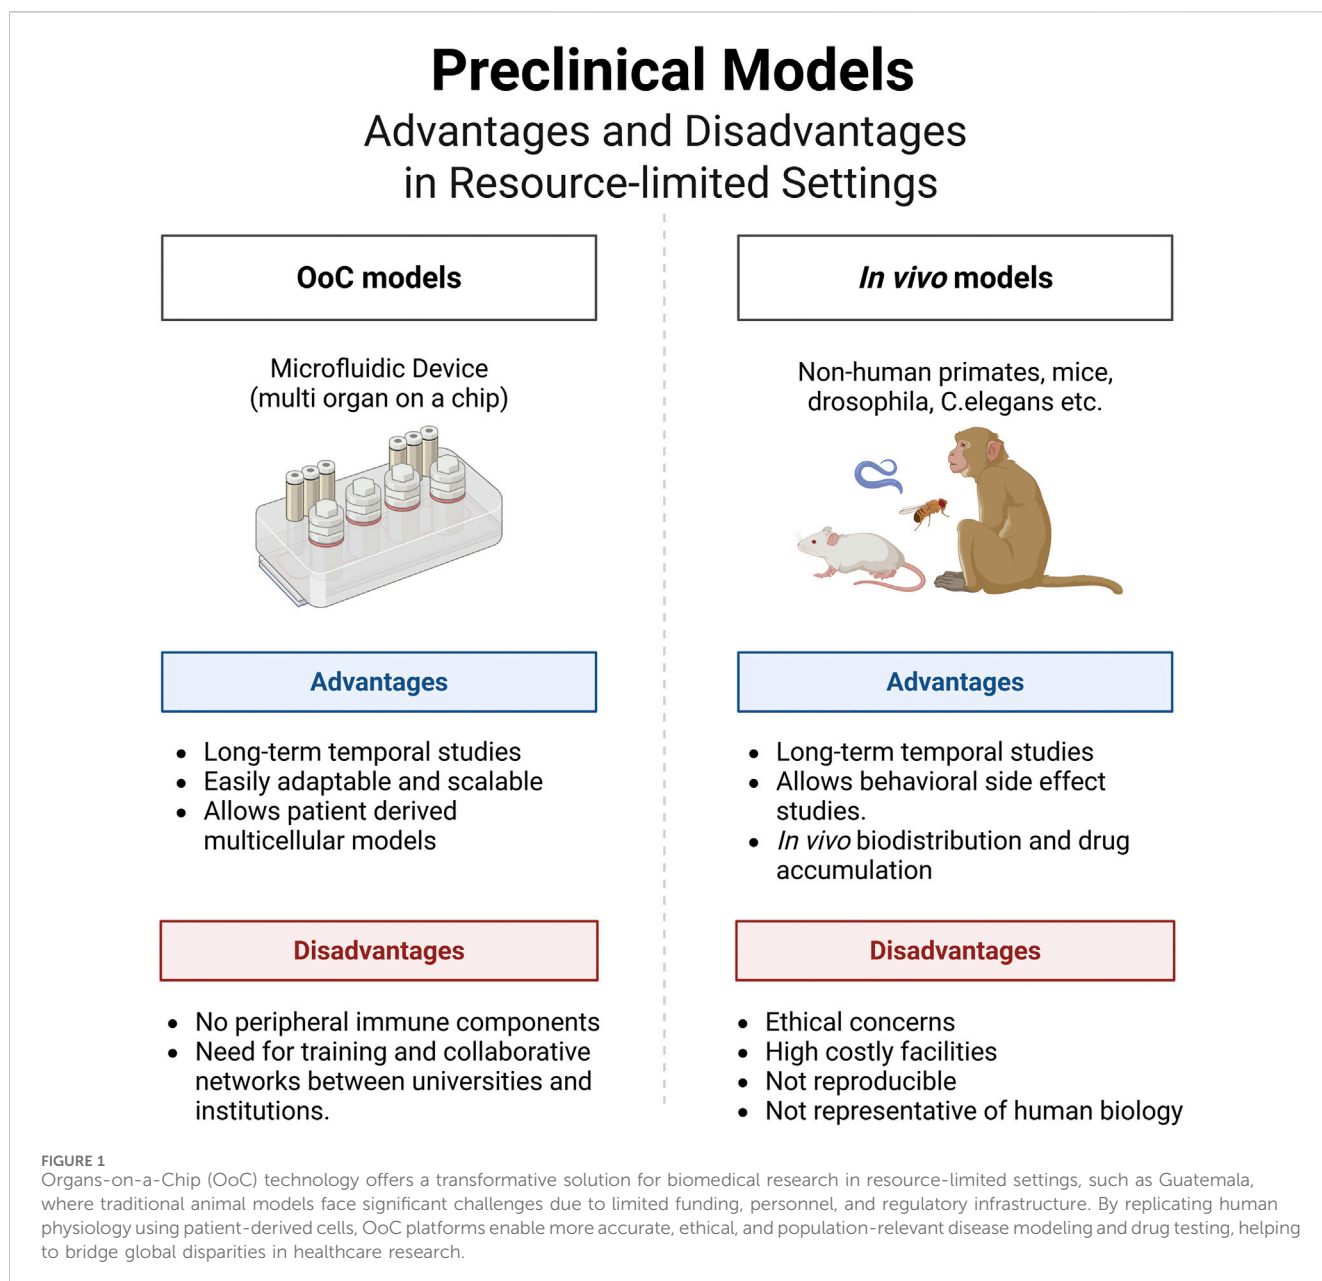 Preclinical Models
Advantages and Disadvantages
in Resource-limited Settings
OoC models
Microfluidic Device
(multi organ on a chip)
Advantages
• Long-term temporal studies
• Easily adaptable and scalable
• Allows patient derived
multicellular models
Disadvantages
• No peripheral immune components
• Need for training and collaborative
networks between universities and
institutions.
In vivo models
Non-human primates, mice,
drosophila, C.elegans etc.
Advantages
• Long-term temporal studies
• Allows behavioral side effect
studies.
• In vivo biodistribution and drug
accumulation
Disadvantages
• Ethical concerns
• High costly facilities
• Not reproducible
• Not representative of human biology
FIGURE 1
Organs-on-a-Chip (OoC) technology offers a transformative solution for biomedical research in resource-limited settings, such as Guatemala,
where traditional animal models face significant challenges due to limited funding, personnel, and regulatory infrastructure. By replicating human
physiology using patient-derived cells, OoC platforms enable more accurate, ethical, and population-relevant disease modeling and drug testing, helping
to bridge global disparities in healthcare research.